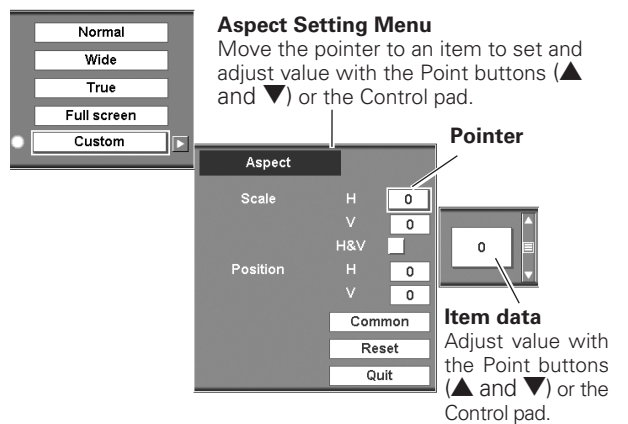 Normal
Wide
True
Full screen
Custom
Aspect Setting Menu
Move the pointer to an item to set and
adjust value with the Point buttons (▲
and ▼) or the Control pad.
Pointer
Aspect
Scale H 0
V 0
H&V
Position H 0
V 0
Common
Reset
Quit
0
Item data
Adjust value with
the Point buttons
(▲ and ▼) or the
Control pad.